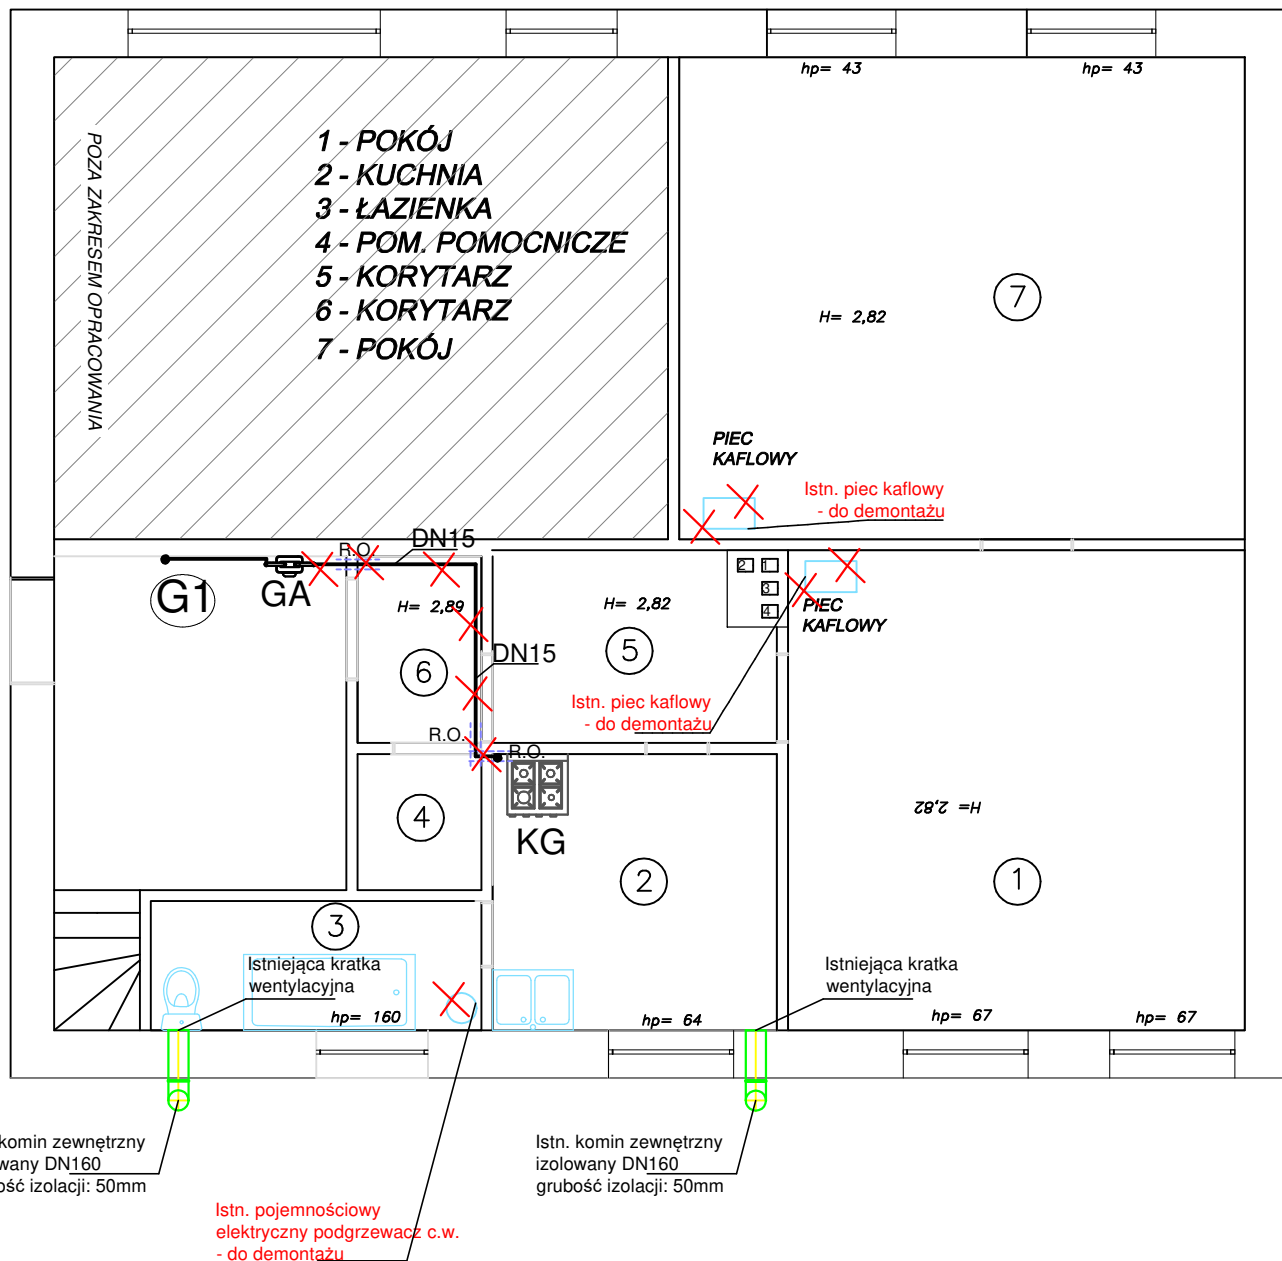 hp= 43
hp= 43
POZA ZAKRESEM OPRACOWANIA
1 - POKÓJ
2 - KUCHNIA
3 - ŁAZIENKA
4 - POM. POMOCNICZE
5 - KORYTARZ
6 - KORYTARZ
7 - POKÓJ
7
H= 2,82
PIEC
KAFLOWY
Istn. piec kaflowy
- do demontażu
R.O.
DN15
G1
GA
H= 2,89
H= 2,82
2
1
3
4
PIEC
KAFLOWY
DN15
5
6
Istn. piec kaflowy
- do demontażu
R.O.
R.O.
H= 2,82
4
KG
2
1
3
Istniejąca kratka
wentylacyjna
Istniejąca kratka
wentylacyjna
hp= 160
hp= 64
hp= 67
hp= 67
komin zewnętrzny
wany DN160
ość izolacji: 50mm
Istn. komin zewnętrzny
izolowany DN160
grubość izolacji: 50mm
Istn. pojemnościowy
elektryczny podgrzewacz c.w.
- do demontażu